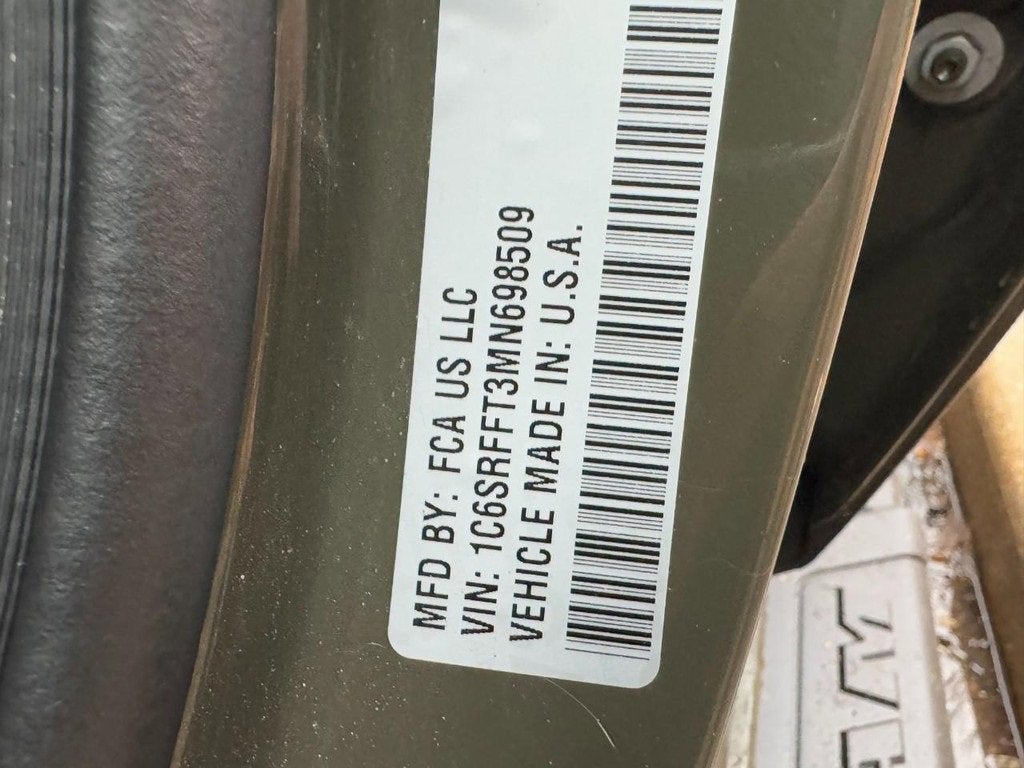 MFD BY: FCA US LLC
VIN: 1C6SRFFT3MN698509
VEHICLE MADE IN: U.S.A.